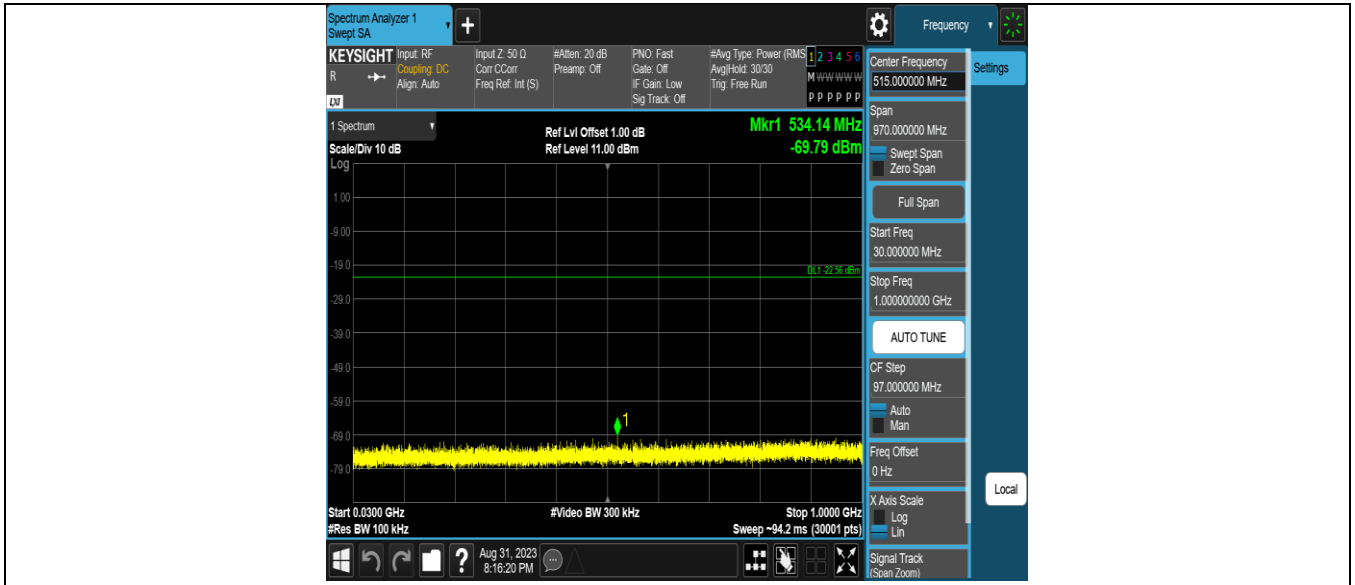 Spectrum Analyzer 1
Swept SA
+
Frequency
KEYSIGHT
R
LXI
Input: RF
Coupling: DC
Align: Auto
Input Z: 50 Ω
Corr CCorr
Freq Ref: Int (S)
#Atten: 20 dB
Preamp: Off
PNO: Fast
Gate: Off
IF Gain: Low
Sig Track: Off
#Avg Type: Power (RMS
Avg|Hold: 30/30
Trig: Free Run
1 2 3 4 5 6
M W W W W W
P P P P P P
1 Spectrum
Scale/Div 10 dB
Ref Lvl Offset 1.00 dB
Ref Level 11.00 dBm
Mkr1 534.14 MHz
-69.79 dBm
Log
1.00
-9.00
-19.0
DL1 -22.56 dBm
-29.0
-39.0
-49.0
-59.0
1
-69.0
-79.0
Start 0.0300 GHz
#Video BW 300 kHz
Stop 1.0000 GHz
#Res BW 100 kHz
Sweep ~94.2 ms (30001 pts)
?
Aug 31, 2023
8:16:20 PM
Center Frequency
515.000000 MHz
Settings
Span
970.000000 MHz
Swept Span
Zero Span
Full Span
Start Freq
30.000000 MHz
Stop Freq
1.000000000 GHz
AUTO TUNE
CF Step
97.000000 MHz
Auto
Man
Freq Offset
0 Hz
Local
X Axis Scale
Log
Lin
Signal Track
(Span Zoom)